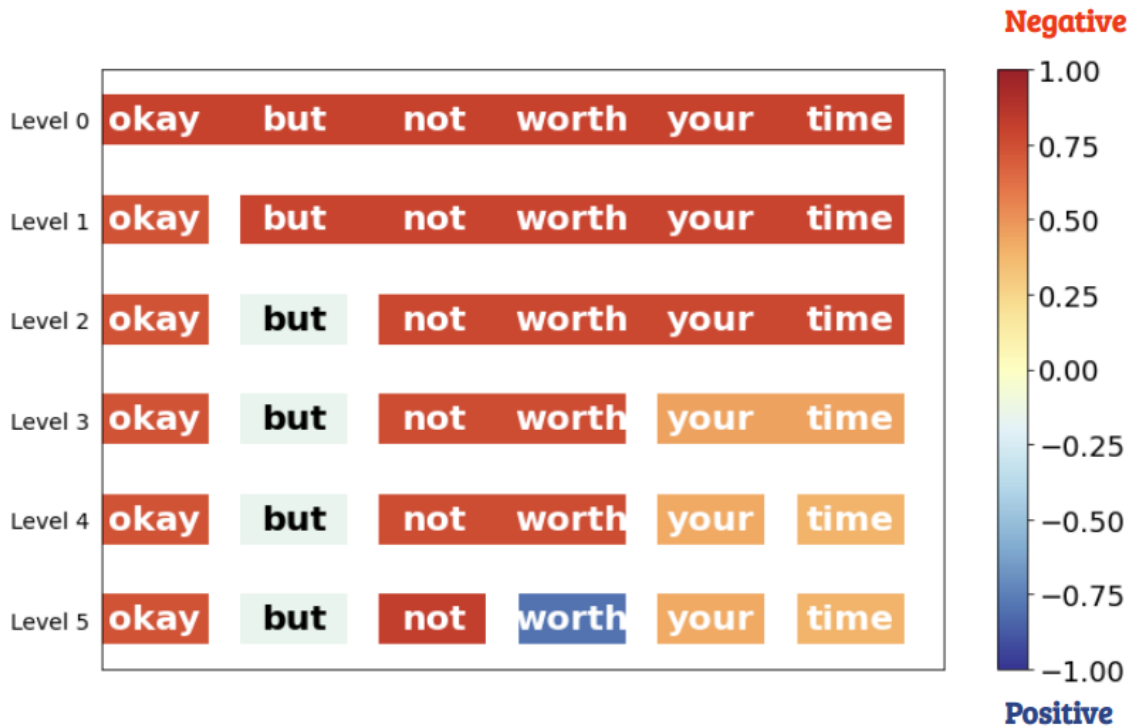 Negative
Level 0 okay but not worth your time
Level 1 okay but not worth your time
Level 2 okay but not worth your time
Level 3 okay but not worth your time
Level 4 okay but not worth your time
Level 5 okay but not worth your time
1.00
0.75
0.50
0.25
0.00
−0.25
−0.50
−0.75
−1.00
Positive